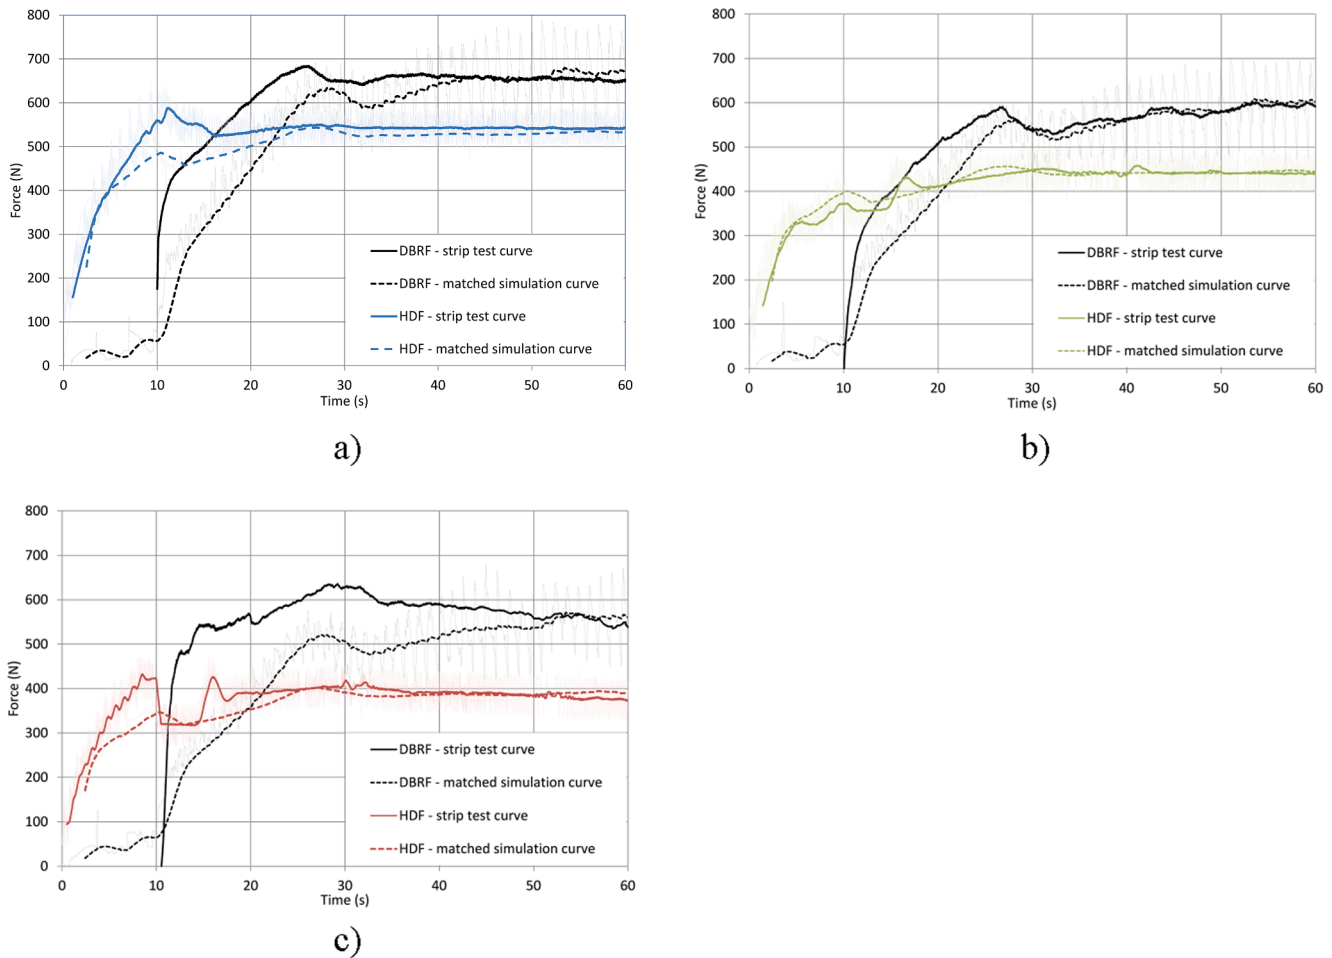 800
700
600
500
400
300
200
100
0
Force (N)
0 10 20 30 40 50 60
Time (s)
DBRF - strip test curve
DBRF - matched simulation curve
HDF - strip test curve
HDF - matched simulation curve
a)
800
700
600
500
400
300
200
100
0
Force (N)
0 10 20 30 40 50 60
Time (s)
DBRF - strip test curve
DBRF - matched simulation curve
HDF - strip test curve
HDF - matched simulation curve
b)
800
700
600
500
400
300
200
100
0
Force (N)
0 10 20 30 40 50 60
Time (s)
DBRF - strip test curve
DBRF - matched simulation curve
HDF - strip test curve
HDF - matched simulation curve
c)